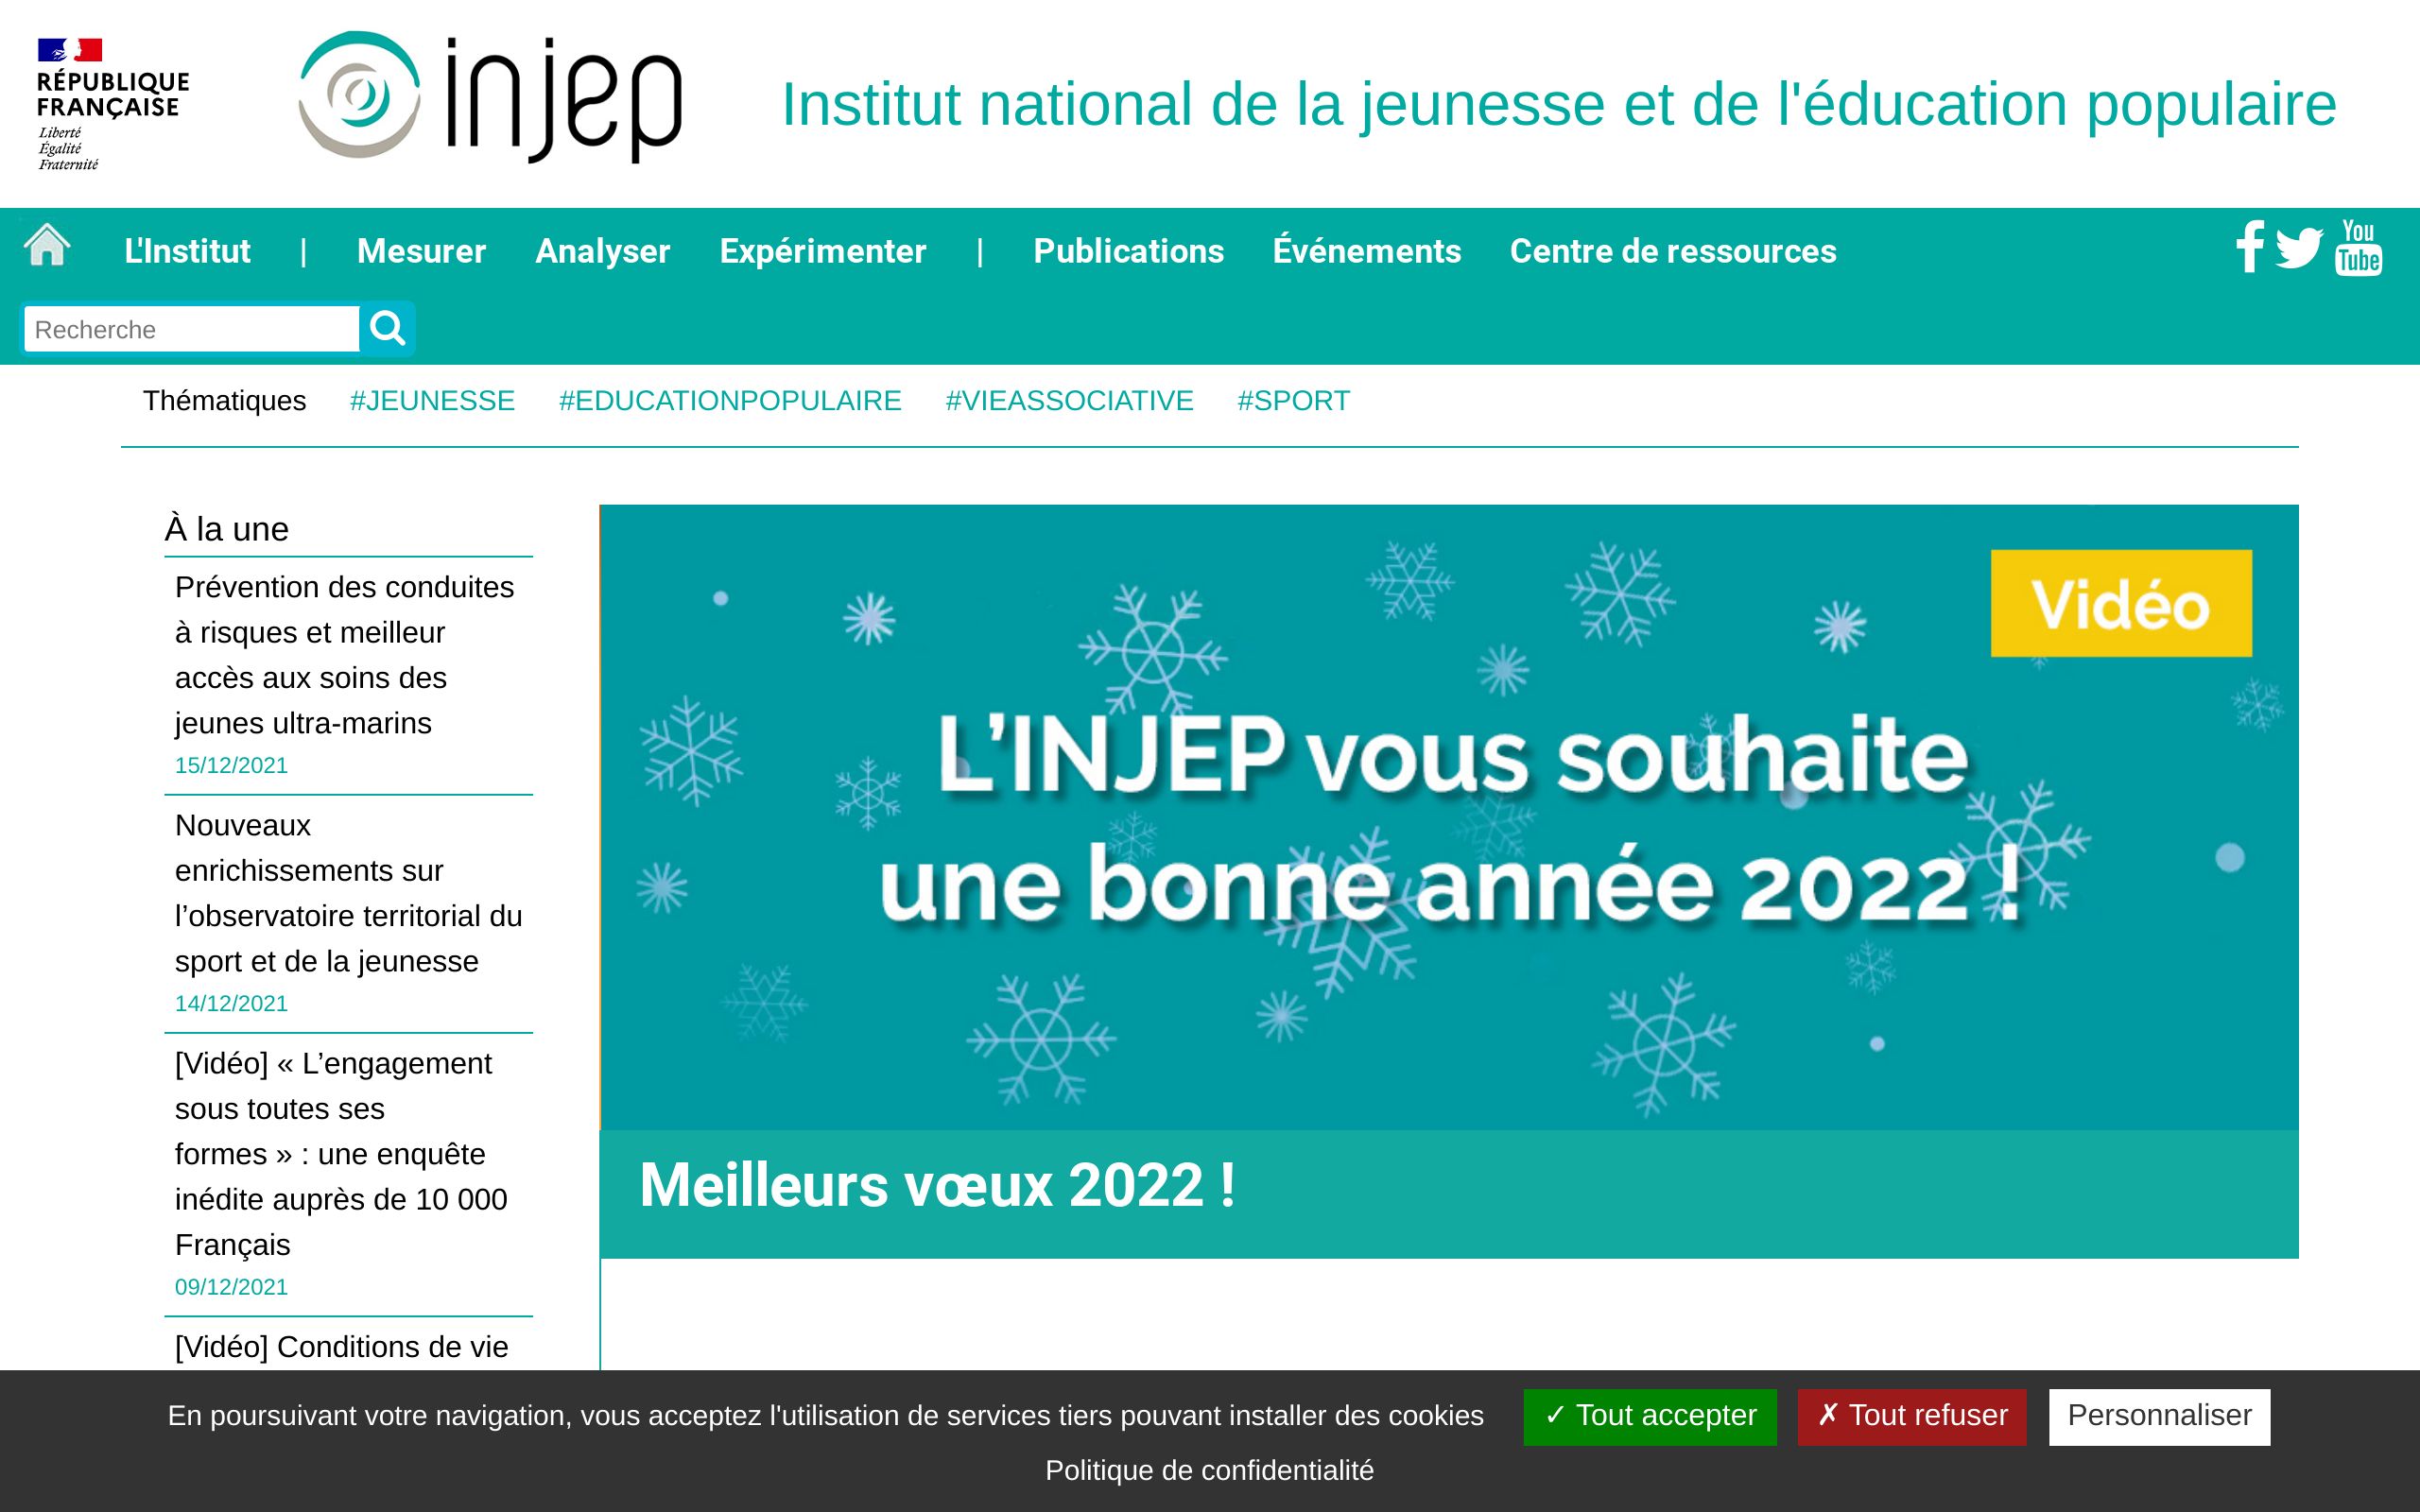 RÉPUBLIQUE
FRANÇAISE
Liberté
Égalité
Fraternité
injep
Institut national de la jeunesse et de l'éducation populaire
L'Institut | Mesurer Analyser Expérimenter | Publications Événements Centre de ressources
You
Tube
Recherche
Thématiques #JEUNESSE #EDUCATIONPOPULAIRE #VIEASSOCIATIVE #SPORT
À la une
Prévention des conduites
à risques et meilleur
accès aux soins des
jeunes ultra-marins
15/12/2021
Nouveaux
enrichissements sur
l’observatoire territorial du
sport et de la jeunesse
14/12/2021
[Vidéo] « L’engagement
sous toutes ses
formes » : une enquête
inédite auprès de 10 000
Français
09/12/2021
[Vidéo] Conditions de vie
Vidéo
L’INJEP vous souhaite
une bonne année 2022 !
Meilleurs vœux 2022 !
En poursuivant votre navigation, vous acceptez l'utilisation de services tiers pouvant installer des cookies ✓ Tout accepter ✗ Tout refuser Personnaliser
Politique de confidentialité